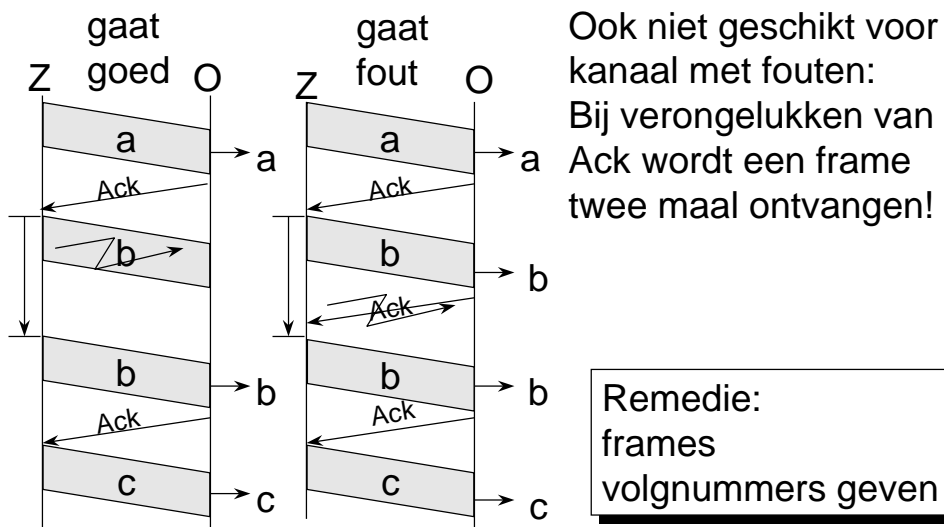 gaat
goed
Z
O
a
a
Ack
b
b
b
Ack
c
c
gaat
fout
Z
O
a
a
Ack
b
b
Ack
b
b
Ack
c
c
Ook niet geschikt voor
kanaal met fouten:
Bij verongelukken van
Ack wordt een frame
twee maal ontvangen!
Remedie:
frames
volgnummers geven